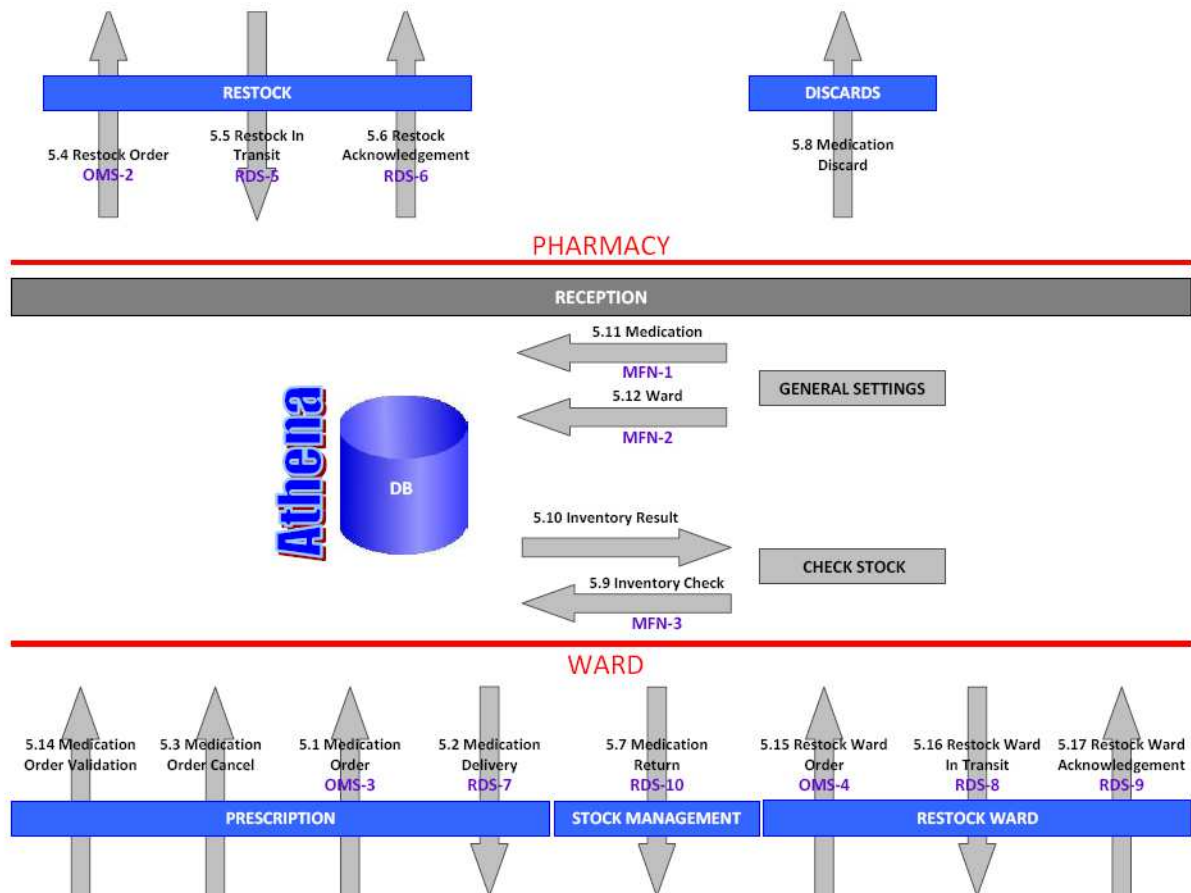 RESTOCK
DISCARDS
5.4 Restock Order
OMS-2
5.5 Restock In
Transit
RDS-5
5.6 Restock
Acknowledgement
RDS-6
5.8 Medication
Discard
PHARMACY
RECEPTION
5.11 Medication
MFN-1
GENERAL SETTINGS
5.12 Ward
MFN-2
Athena
DB
5.10 Inventory Result
CHECK STOCK
5.9 Inventory Check
MFN-3
WARD
5.14 Medication
Order Validation
5.3 Medication
Order Cancel
5.1 Medication
Order
OMS-3
5.2 Medication
Delivery
RDS-7
5.7 Medication
Return
RDS-10
5.15 Restock Ward
Order
OMS-4
5.16 Restock Ward
In Transit
RDS-8
5.17 Restock Ward
Acknowledgement
RDS-9
PRESCRIPTION
STOCK MANAGEMENT
RESTOCK WARD